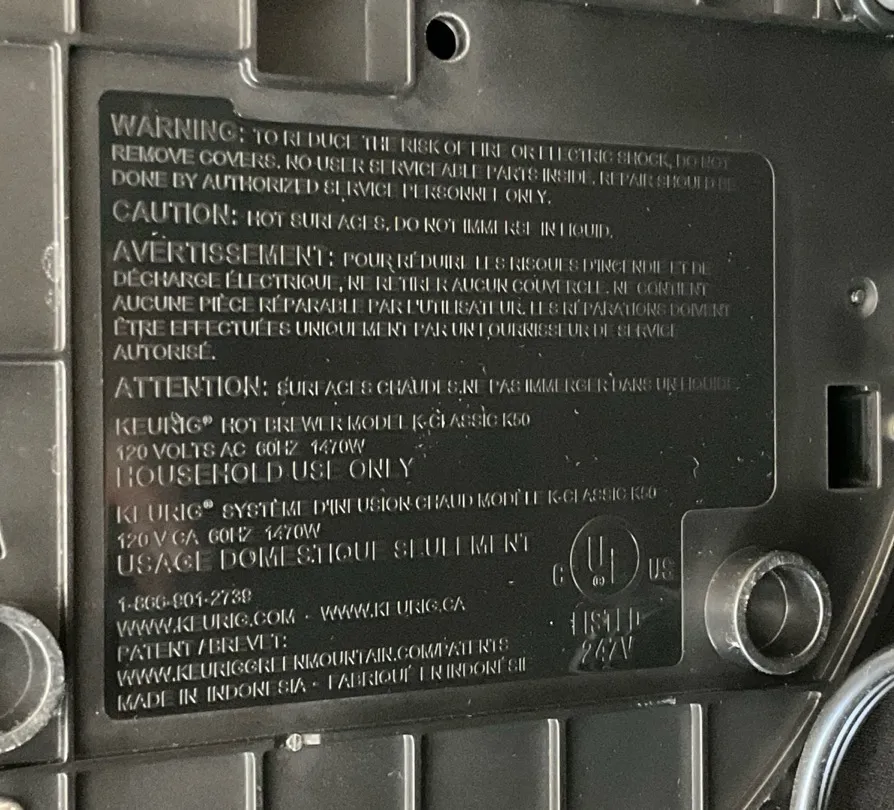 WARNING: TO REDUCE THE RISK OF FIRE OR ELECTRIC SHOCK, DO NOT
REMOVE COVERS. NO USER SERVICEABLE PARTS INSIDE. REPAIR SHOULD BE
DONE BY AUTHORIZED SERVICE PERSONNEL ONLY.
CAUTION: HOT SURFACES. DO NOT IMMERSE IN LIQUID.
AVERTISSEMENT: POUR RÉDUIRE LES RISQUES D'INCENDIE ET DE
DÉCHARGE ÉLECTRIQUE, NE RETIRER AUCUN COUVERCLE. NE CONTIENT
AUCUNE PIÈCE RÉPARABLE PAR L'UTILISATEUR. LES RÉPARATIONS DOIVENT
ÊTRE EFFECTUÉES UNIQUEMENT PAR UN FOURNISSEUR DE SERVICE
AUTORISÉ.
ATTENTION: SURFACES CHAUDES.NE PAS IMMERGER DANS UN LIQUIDE.
KEURIG® HOT BREWER MODEL K-CLASSIC K50
120 VOLTS AC 60HZ 1470W
HOUSEHOLD USE ONLY
KEURIG® SYSTÈME D'INFUSION CHAUD MODÈLE K-CLASSIC K50
120 V CA 60HZ 1470W
USAGE DOMESTIQUE SEULEMENT
C UL ® US
1-866-901-2739
LISTED
WWW.KEURIG.COM - WWW.KEURIG.CA
247V
PATENT / BREVET:
WWW.KEURIGGREENMOUNTAIN.COM/PATENTS
MADE IN INDONESIA - FABRIQUÉ EN INDONÉSIE